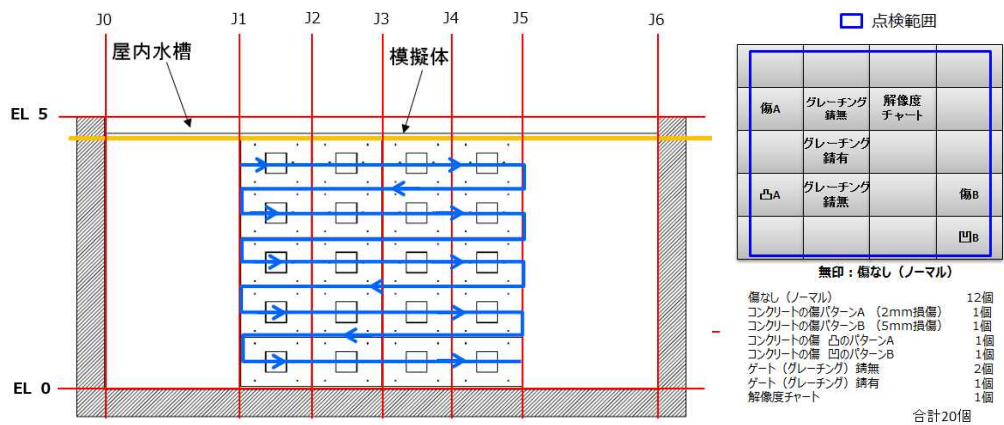 J0 J1 J2 J3 J4 J5 J6
屋内水槽
模擬体
EL 5
EL 0
点検範囲
傷A
グレーチング
錆無
解像度
チャート
グレーチング
錆有
凸A
グレーチング
錆無
傷B
凹B
無印:傷なし(ノーマル)
傷なし(ノーマル) 12個
コンクリートの傷パターンA (2mm損傷) 1個
コンクリートの傷パターンB (5mm損傷) 1個
コンクリートの傷 凸のパターンA 1個
コンクリートの傷 凹のパターンB 1個
ゲート(グレーチング)錆無 2個
ゲート(グレーチング)錆有 1個
解像度チャート 1個
合計20個